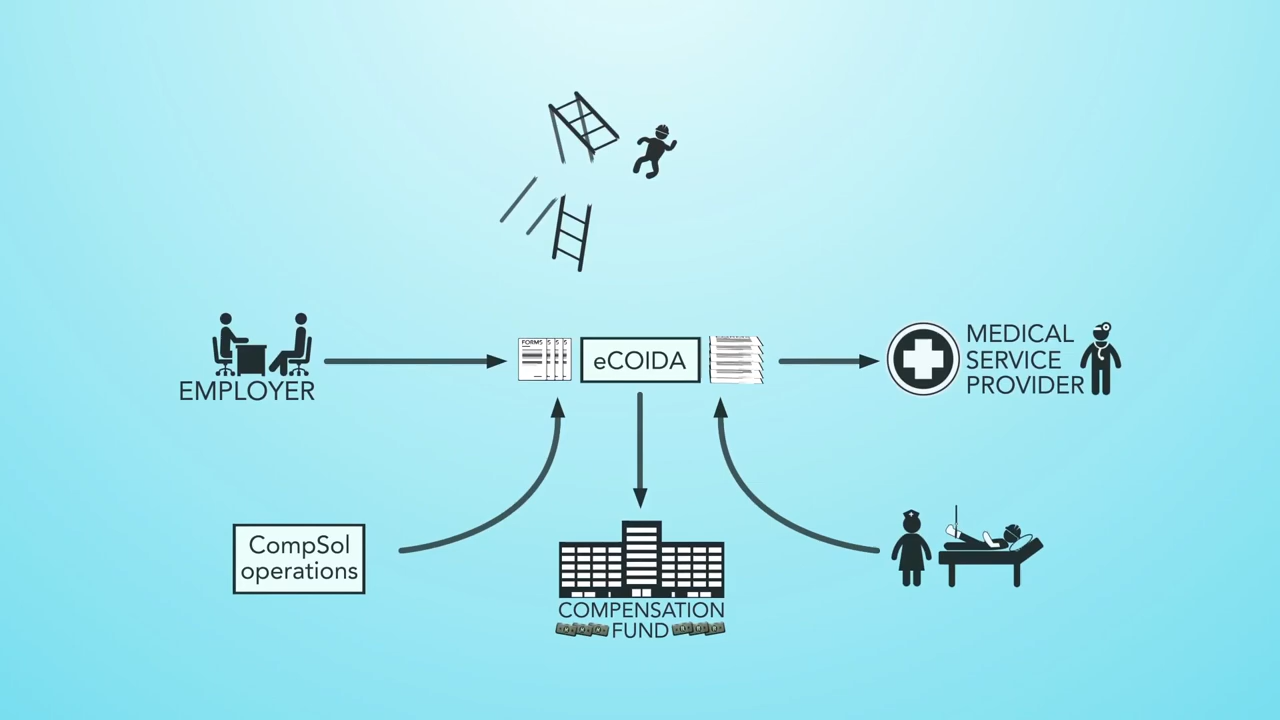 MEDICAL
SERVICE
PROVIDER
EMPLOYER
FORMS
eCOIDA
CompSol
operations
COMPENSATION
FUND